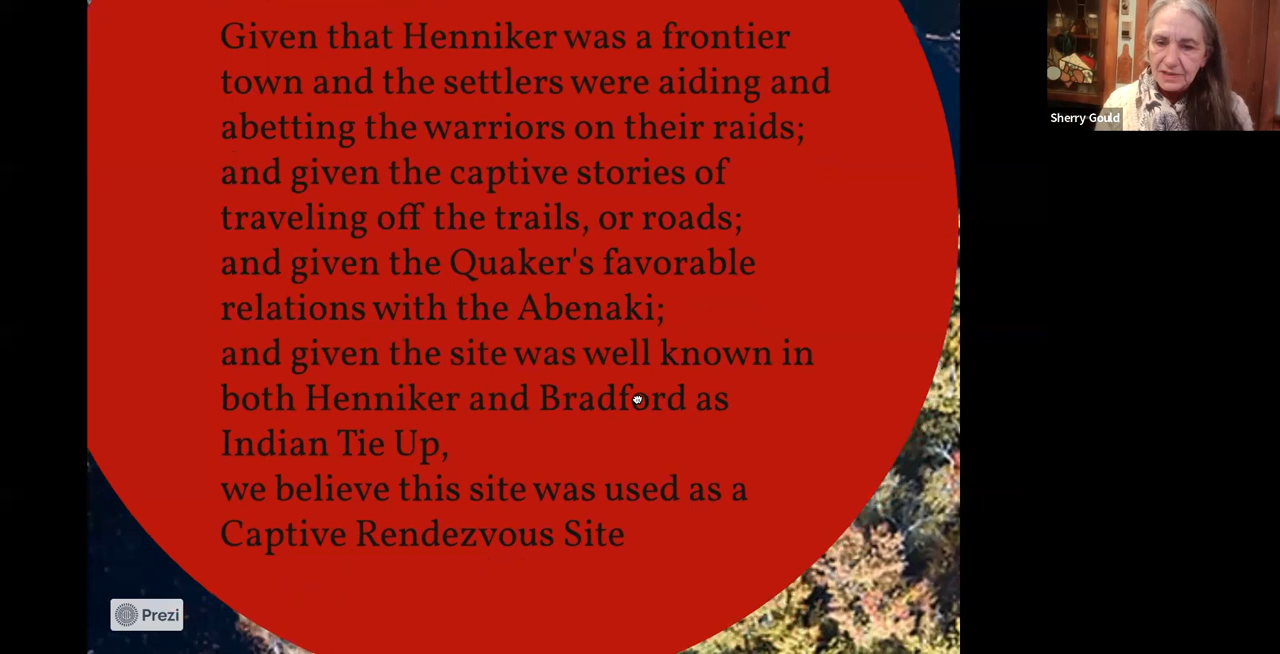 Given that Henniker was a frontier
town and the settlers were aiding and
abetting the warriors on their raids;
and given the captive stories of
traveling off the trails, or roads;
and given the Quaker's favorable
relations with the Abenaki;
and given the site was well known in
both Henniker and Bradford as
Indian Tie Up,
we believe this site was used as a
Captive Rendezvous Site
Prezi
Sherry Gould